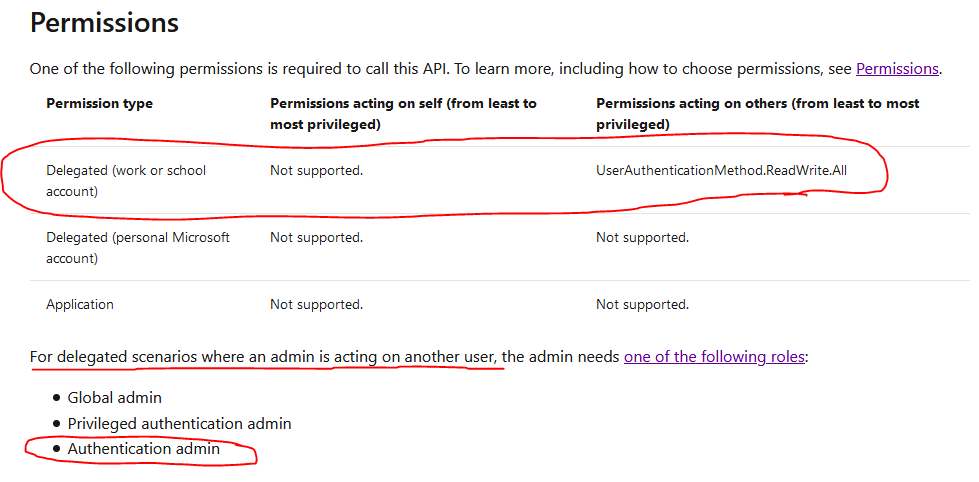 Permissions
One of the following permissions is required to call this API. To learn more, including how to choose permissions, see Permissions.
Permission type
Permissions acting on self (from least to
most privileged)
Permissions acting on others (from least to most
privileged)
Delegated (work or school
account)
Not supported.
UserAuthenticationMethod.ReadWrite.All
Delegated (personal Microsoft
account)
Not supported.
Not supported.
Application
Not supported.
Not supported.
For delegated scenarios where an admin is acting on another user, the admin needs one of the following roles:
Global admin
Privileged authentication admin
Authentication admin